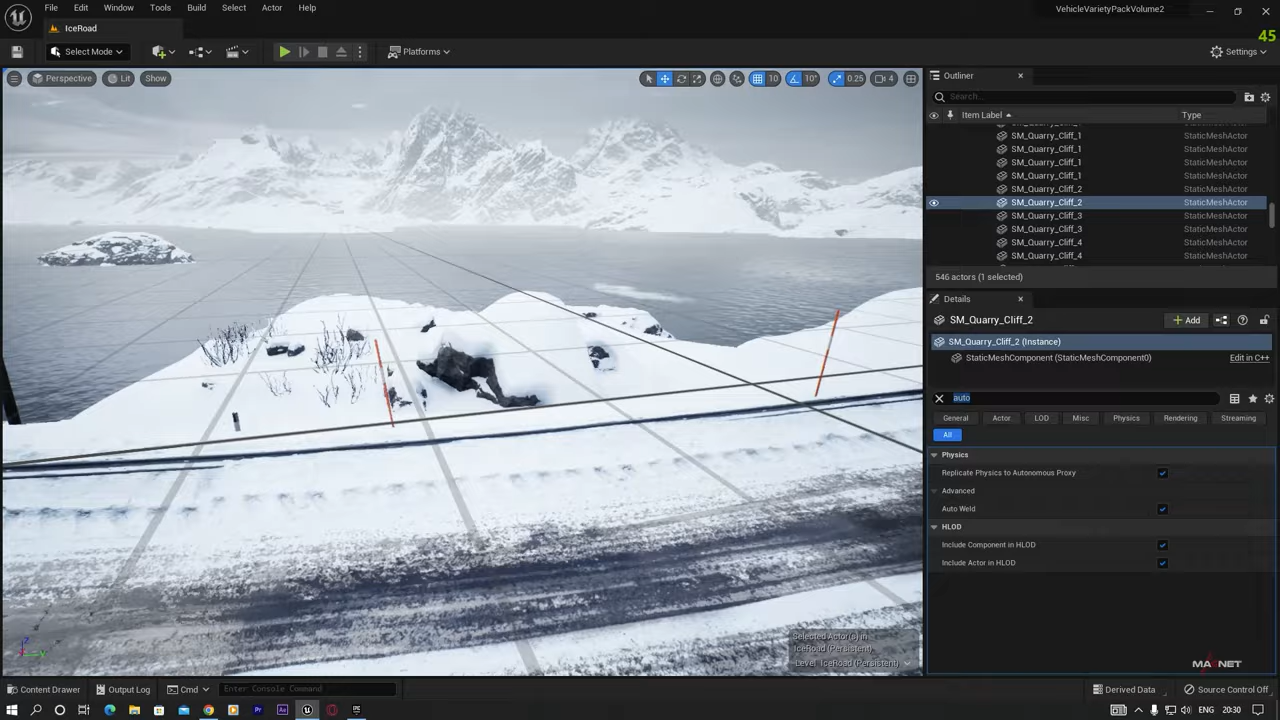 File Edit Window Tools Build Select Actor Help
VehicleVarietyPackVolume2
IceRoad
45
Select Mode
Platforms
Settings
Perspective Lit Show
10 10° 0.25 4
Outliner
Search...
Item Label Type
SM_Quarry_Cliff_1 StaticMeshActor
SM_Quarry_Cliff_1 StaticMeshActor
SM_Quarry_Cliff_1 StaticMeshActor
SM_Quarry_Cliff_1 StaticMeshActor
SM_Quarry_Cliff_2 StaticMeshActor
SM_Quarry_Cliff_2 StaticMeshActor
SM_Quarry_Cliff_3 StaticMeshActor
SM_Quarry_Cliff_3 StaticMeshActor
SM_Quarry_Cliff_4 StaticMeshActor
SM_Quarry_Cliff_4 StaticMeshActor
546 actors (1 selected)
Details
SM_Quarry_Cliff_2
Add
SM_Quarry_Cliff_2 (Instance)
StaticMeshComponent (StaticMeshComponent0) Edit in C++
auto
General Actor LOD Misc Physics Rendering Streaming
All
Physics
Replicate Physics to Autonomous Proxy
Advanced
Auto Weld
HLOD
Include Component in HLOD
Include Actor in HLOD
Selected Actor(s) in
IceRoad (Persistent)
Level: IceRoad (Persistent)
Z
Y
MAGNET
Content Drawer Output Log Cmd Enter Console Command
Derived Data Source Control Off
ENG 20:30